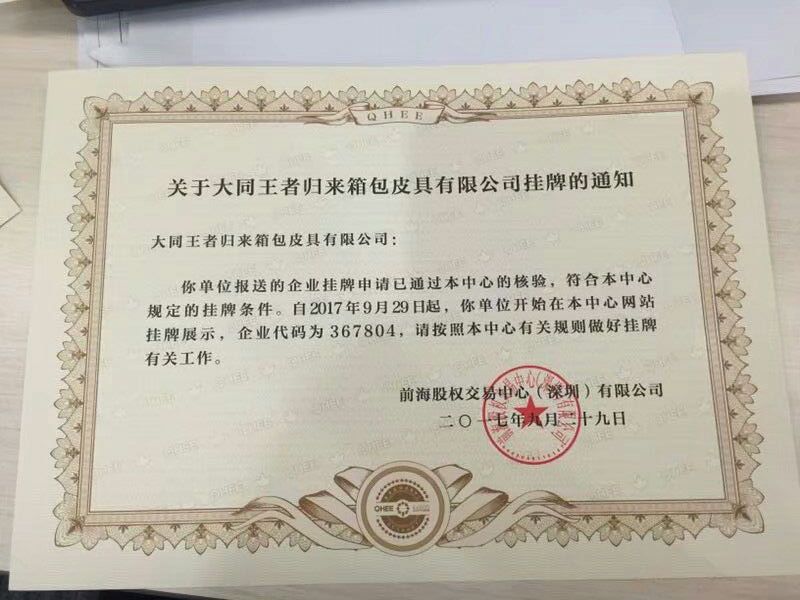 QHEE
关于大同王者归来箱包皮具有限公司挂牌的通知
大同王者归来箱包皮具有限公司：
你单位报送的企业挂牌申请已通过本中心的核验，符合本中心
规定的挂牌条件。自2017年9月29日起，你单位开始在本中心网站
挂牌展示，企业代码为367804，请按照本中心有关规则做好挂牌
有关工作。
前海股权交易中心（深圳）有限公司
二〇一七年九月二十九日
QHEE